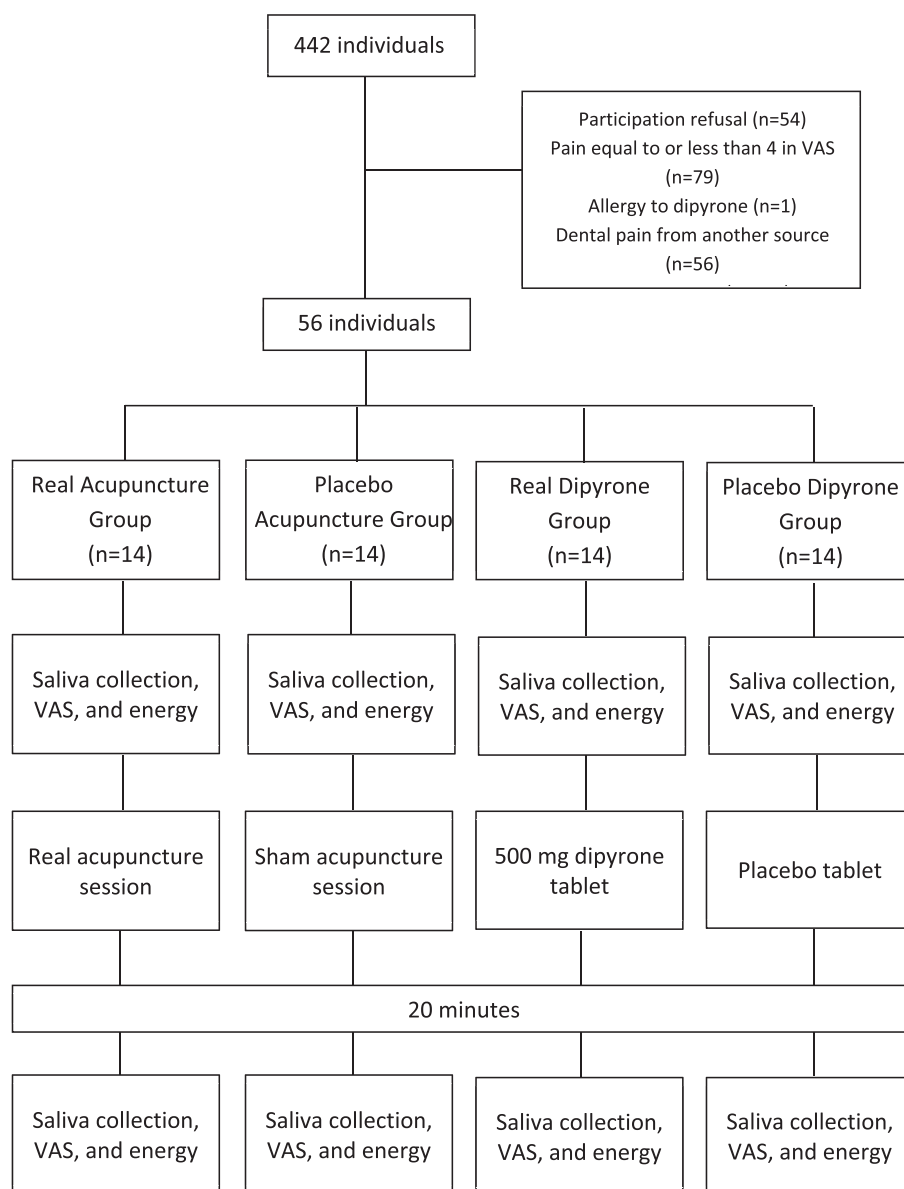 442 individuals
Participation refusal (n=54)
Pain equal to or less than 4 in VAS
(n=79)
Allergy to dipyrone (n=1)
Dental pain from another source
(n=56)
56 individuals
Real Acupuncture
Group
(n=14)
Placebo
Acupuncture Group
(n=14)
Real Dipyrone
Group
(n=14)
Placebo Dipyrone
Group
(n=14)
Saliva collection,
VAS, and energy
Saliva collection,
VAS, and energy
Saliva collection,
VAS, and energy
Saliva collection,
VAS, and energy
Real acupuncture
session
Sham acupuncture
session
500 mg dipyrone
tablet
Placebo tablet
20 minutes
Saliva collection,
VAS, and energy
Saliva collection,
VAS, and energy
Saliva collection,
VAS, and energy
Saliva collection,
VAS, and energy